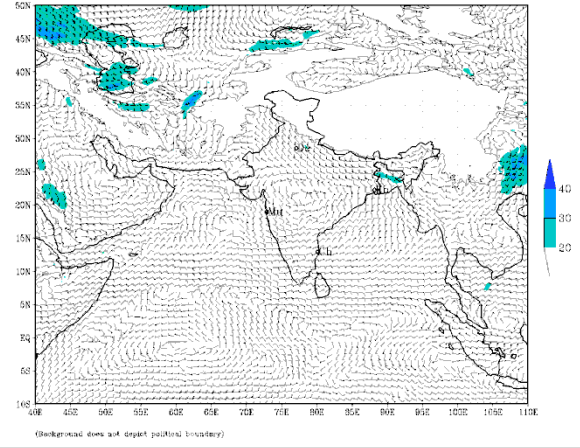 50N
45N
40N
35N
30N
25N
20N
15N
10N
5N
EQ
5S
10S
40E 45E 50E 55E 60E 65E 70E 75E 80E 85E 90E 95E 100E 105E 110E
40
30
20
(Background does not depict political boundary)